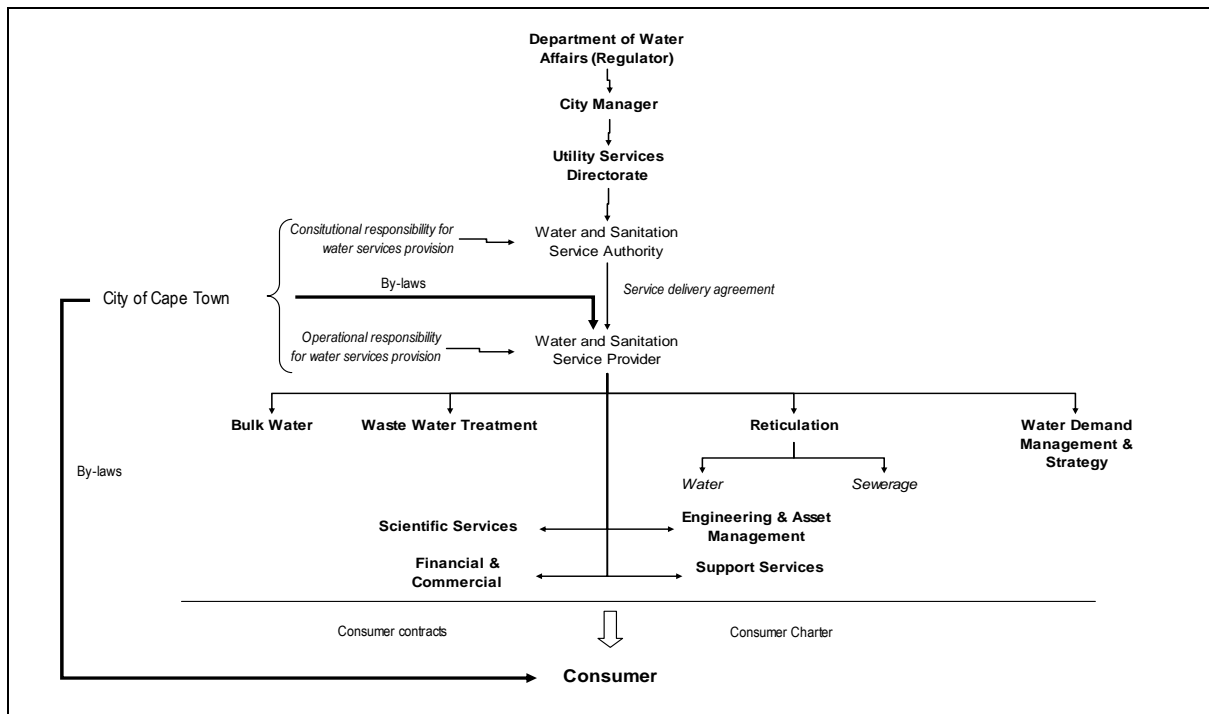 Department of Water
Affairs (Regulator)
City Manager
Utility Services
Directorate
Consitutional responsibility for
water services provision
Water and Sanitation
Service Authority
By-laws
Service delivery agreement
City of Cape Town
Operational responsibility
for water services provision
Water and Sanitation
Service Provider
Bulk Water
Waste Water Treatment
Reticulation
Water Demand
Management &
Strategy
By-laws
Water
Sewerage
Scientific Services
Engineering & Asset
Management
Financial &
Commercial
Support Services
Consumer contracts
Consumer Charter
Consumer